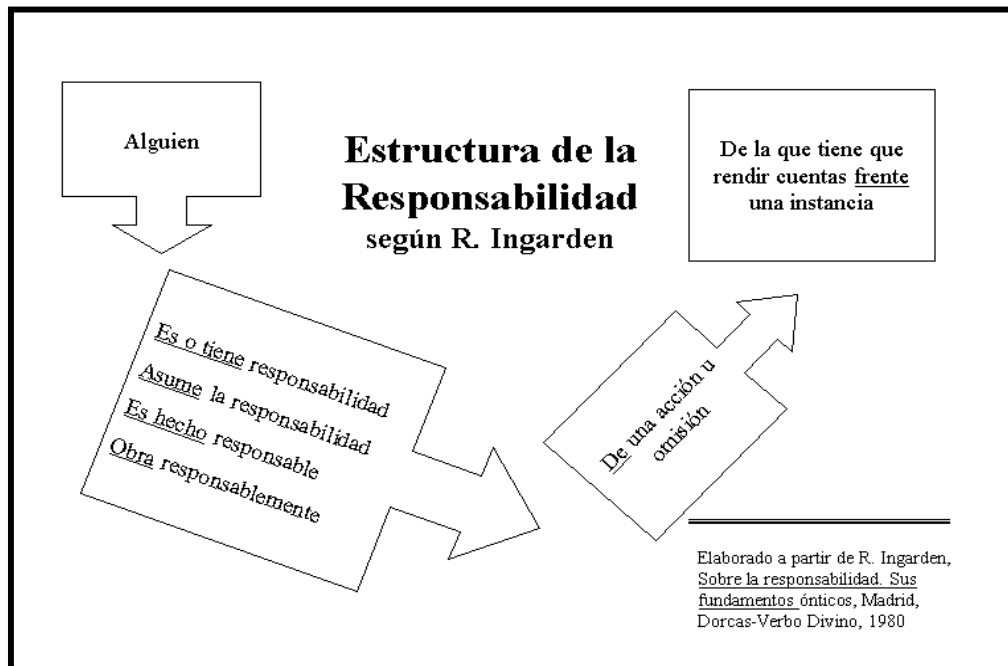 Alguien
Estructura de la
Responsabilidad
según R. Ingarden
De la que tiene que
rendir cuentas frente
una instancia
Es o tiene responsabilidad
Asume la responsabilidad
Es hecho responsable
Obra responsablemente
De una acción u
omisión
Elaborado a partir de R. Ingarden,
Sobre la responsabilidad. Sus
fundamentos ónticos, Madrid,
Dorcas-Verbo Divino, 1980